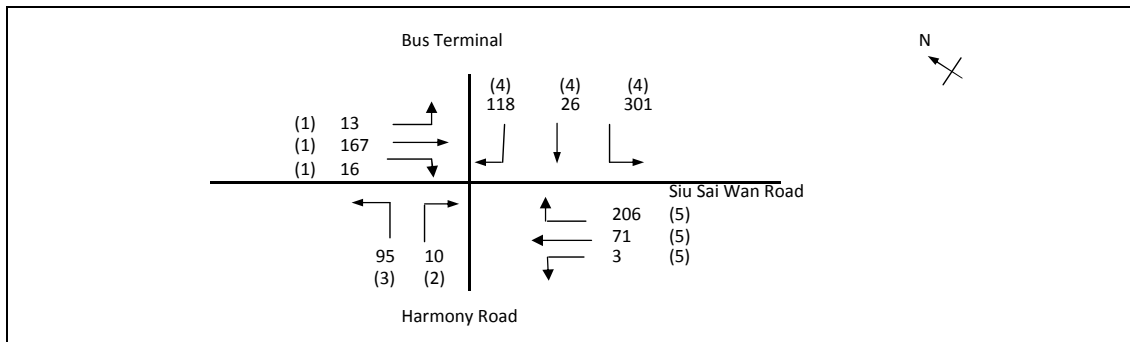 Bus Terminal
N
(4) (4) (4)
118 26 301
(1) 13
(1) 167
(1) 16
Siu Sai Wan Road
206 (5)
71 (5)
3 (5)
95 10
(3) (2)
Harmony Road